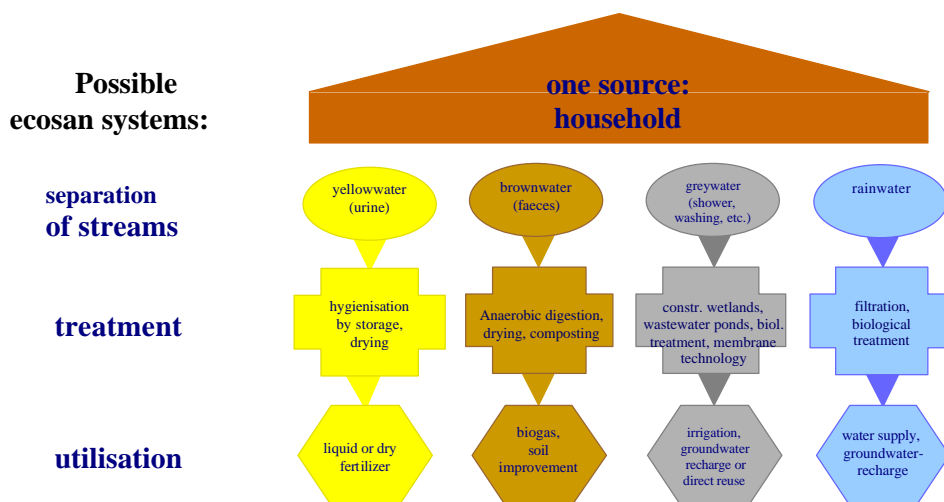 Possible
ecosan systems:
one source:
household
separation
of streams
yellowwater
(urine)
brownwater
(faeces)
greywater
(shower,
washing, etc.)
rainwater
treatment
hygienisation
by storage,
drying
Anaerobic digestion,
drying, composting
constr. wetlands,
wastewater ponds, biol.
treatment, membrane
technology
filtration,
biological
treatment
utilisation
liquid or dry
fertilizer
biogas,
soil
improvement
irrigation,
groundwater
recharge or
direct reuse
water supply,
groundwater-
recharge